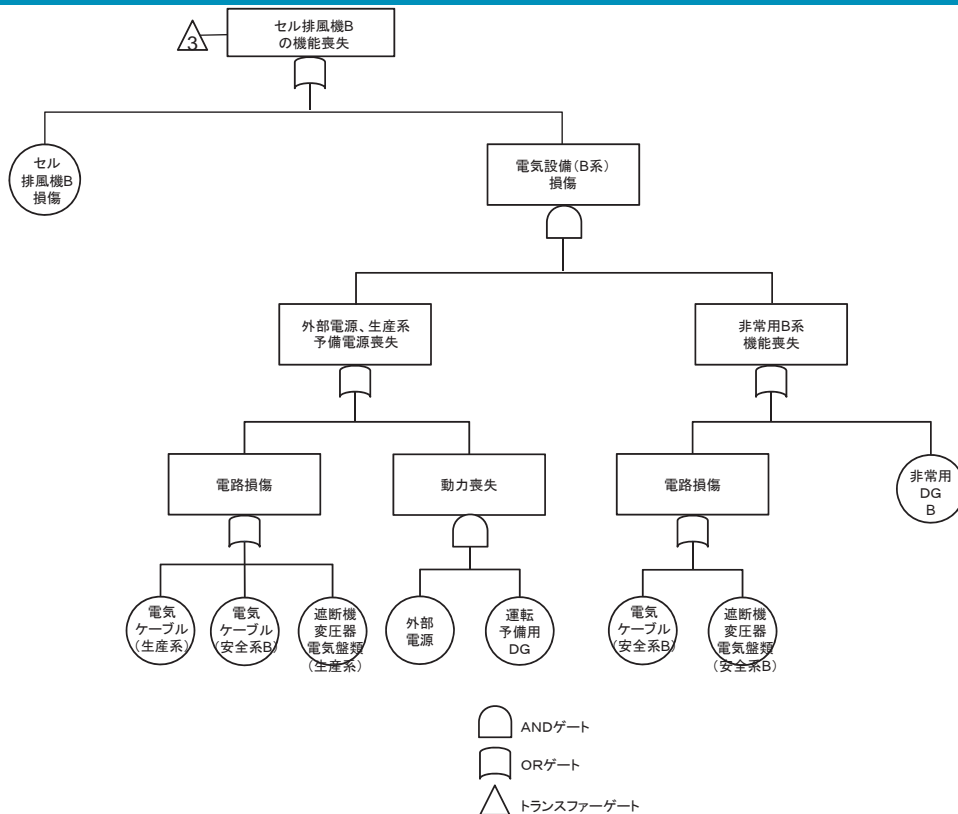 3
セル排風機B
の機能喪失
セル
排風機B
損傷
電気設備(B系)
損傷
外部電源、生産系
予備電源喪失
非常用B系
機能喪失
電路損傷
動力喪失
電路損傷
非常用
DG
B
電気
ケーブル
(生産系)
電気
ケーブル
(安全系B)
遮断機
変圧器
電気盤類
(生産系)
外部
電源
運転
予備用
DG
電気
ケーブル
(安全系B)
遮断機
変圧器
電気盤類
(安全系B)
ANDゲート
ORゲート
トランスファーゲート